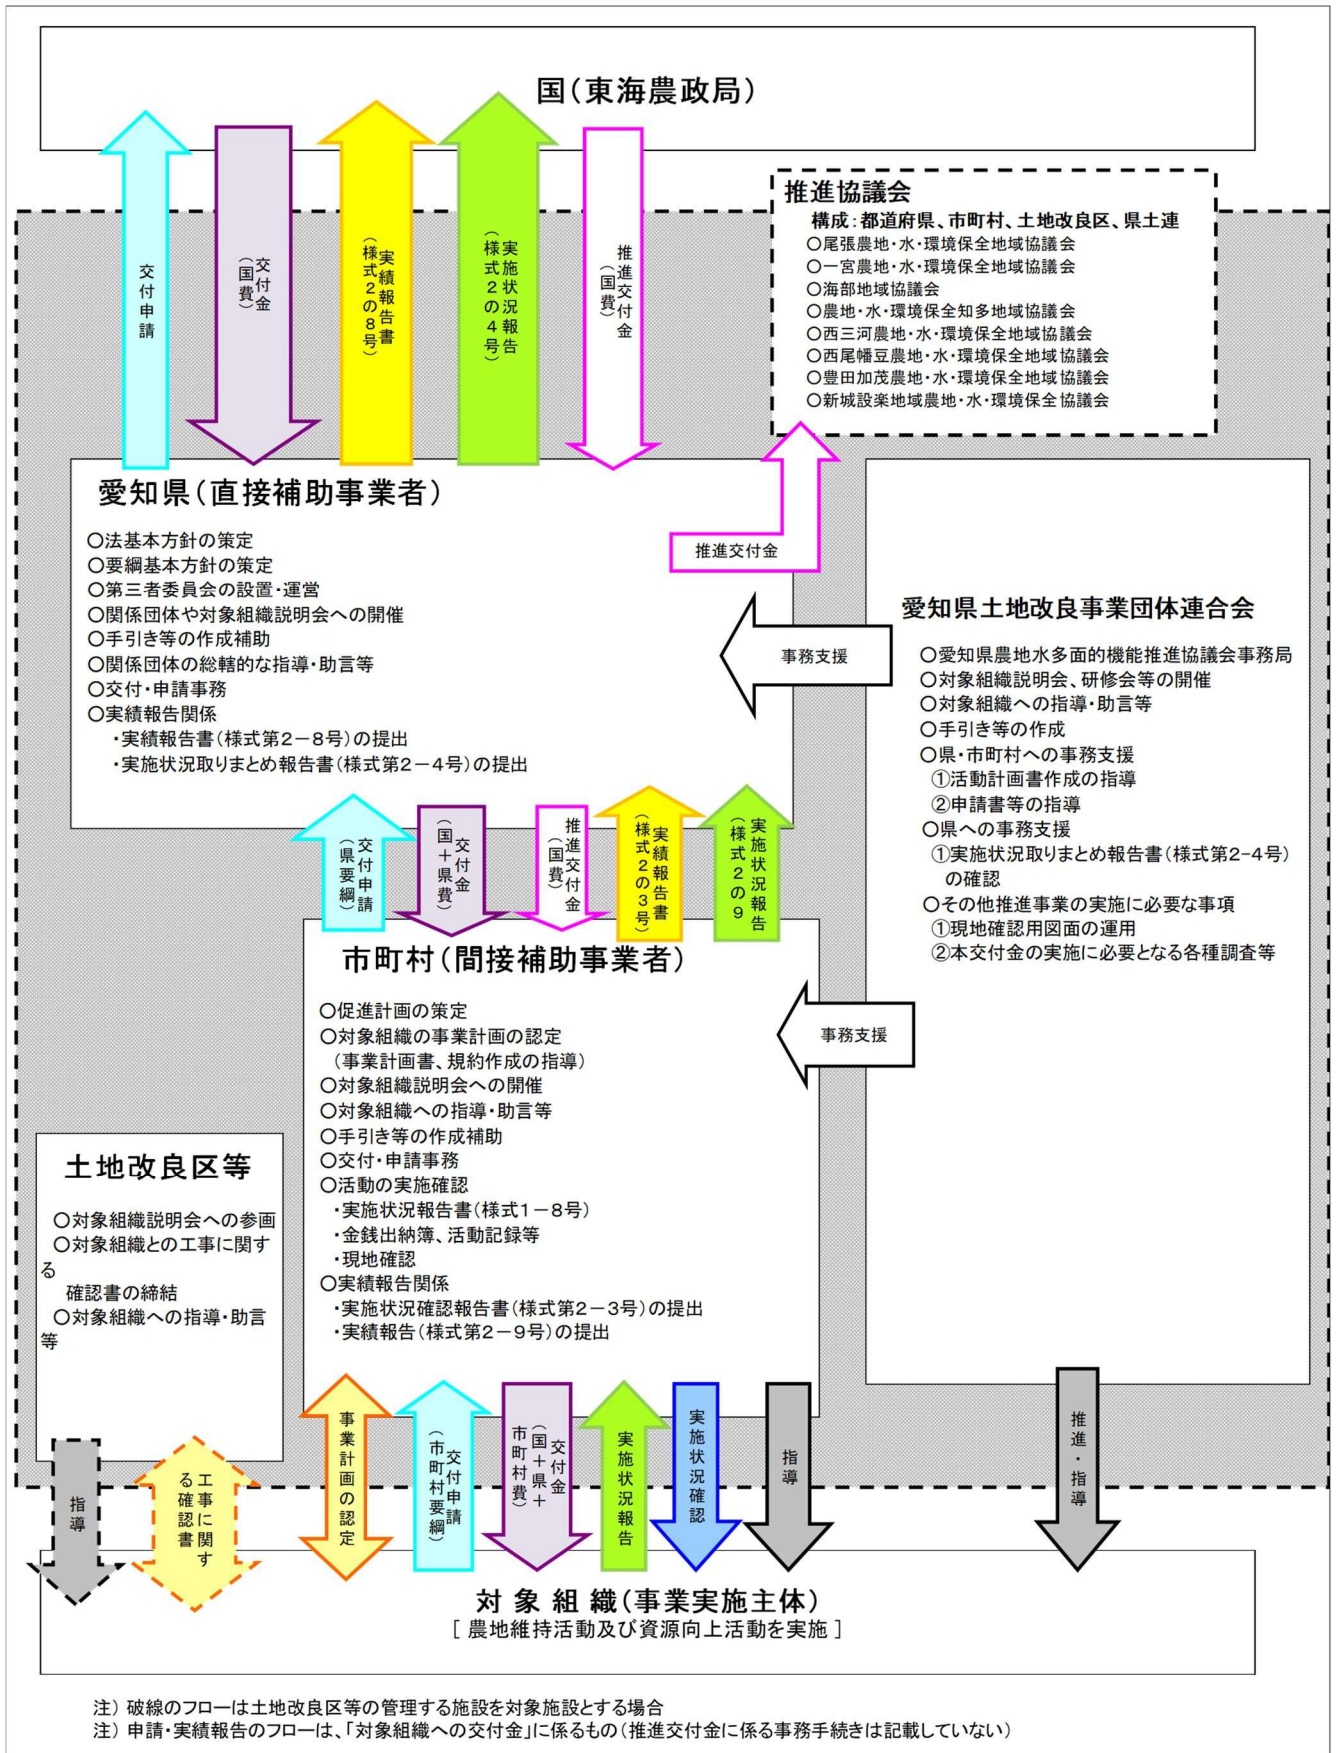 国(東海農政局)
交付申請
交付金
(国費)
実績報告書
(様式2の8号)
実施状況報告
(様式2の4号)
推進交付金
(国費)
推進協議会
構成:都道府県、市町村、土地改良区、県土連
○尾張農地・水・環境保全地域協議会
○一宮農地・水・環境保全地域協議会
○海部地域協議会
○農地・水・環境保全知多地域協議会
○西三河農地・水・環境保全地域協議会
○西尾幡豆農地・水・環境保全地域協議会
○豊田加茂農地・水・環境保全地域協議会
○新城設楽地域農地・水・環境保全協議会
愛知県(直接補助事業者)
○法基本方針の策定
○要綱基本方針の策定
○第三者委員会の設置・運営
○関係団体や対象組織説明会への開催
○手引き等の作成補助
○関係団体の総轄的な指導・助言等
○交付・申請事務
○実績報告関係
・実績報告書(様式第2-8号)の提出
・実施状況取りまとめ報告書(様式第2-4号)の提出
推進交付金
事務支援
愛知県土地改良事業団体連合会
○愛知県農地水多面的機能推進協議会事務局
○対象組織説明会、研修会等の開催
○対象組織への指導・助言等
○手引き等の作成
○県・市町村への事務支援
①活動計画書作成の指導
②申請書等の指導
○県への事務支援
①実施状況取りまとめ報告書(様式第2-4号)
の確認
○その他推進事業の実施に必要な事項
①現地確認用図面の運用
②本交付金の実施に必要となる各種調査等
交付申請
(県要綱)
交付金
(国+県費)
推進交付金
(国費)
実績報告書
(様式2の3号)
実施状況報告
(様式2の9
市町村(間接補助事業者)
○促進計画の策定
○対象組織の事業計画の認定
(事業計画書、規約作成の指導)
○対象組織説明会への開催
○対象組織への指導・助言等
○手引き等の作成補助
○交付・申請事務
○活動の実施確認
・実施状況報告書(様式1-8号)
・金銭出納簿、活動記録等
・現地確認
○実績報告関係
・実施状況確認報告書(様式第2-3号)の提出
・実績報告(様式第2-9号)の提出
事務支援
土地改良区等
○対象組織説明会への参画
○対象組織との工事に関す
る
確認書の締結
○対象組織への指導・助言
等
指導
工事に関す
る確認書
事業計画の認定
交付申請
(市町村要綱)
交付金
(国+県+
市町村費)
実施状況報告
実施状況確認
指導
推進・指導
対象組織(事業実施主体)
[農地維持活動及び資源向上活動を実施]
注)破線のフローは土地改良区等の管理する施設を対象施設とする場合
注)申請・実績報告のフローは、「対象組織への交付金」に係るもの(推進交付金に係る事務手続きは記載していない)